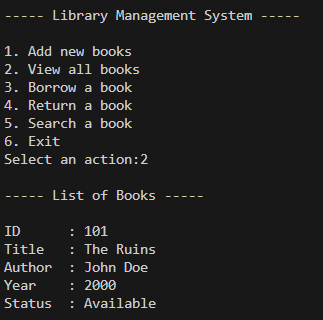 ----- Library Management System -----
1. Add new books
2. View all books
3. Borrow a book
4. Return a book
5. Search a book
6. Exit
Select an action:2
----- List of Books -----
ID      : 101
Title   : The Ruins
Author  : John Doe
Year    : 2000
Status  : Available